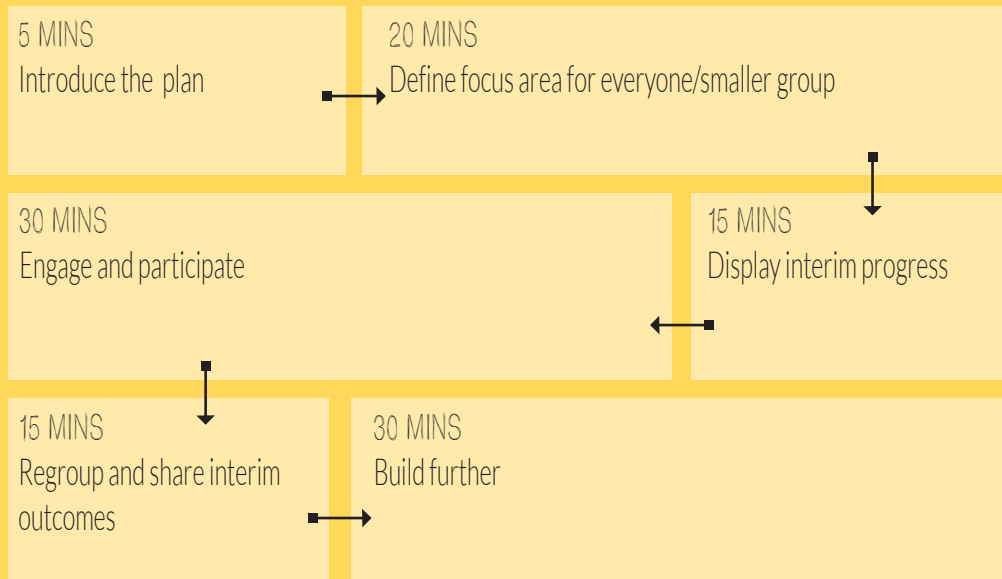 5 MINS
Introduce the plan
20 MINS
Define focus area for everyone/smaller group
15 MINS
Display interim progress
30 MINS
Engage and participate
15 MINS
Regroup and share interim
outcomes
30 MINS
Build further